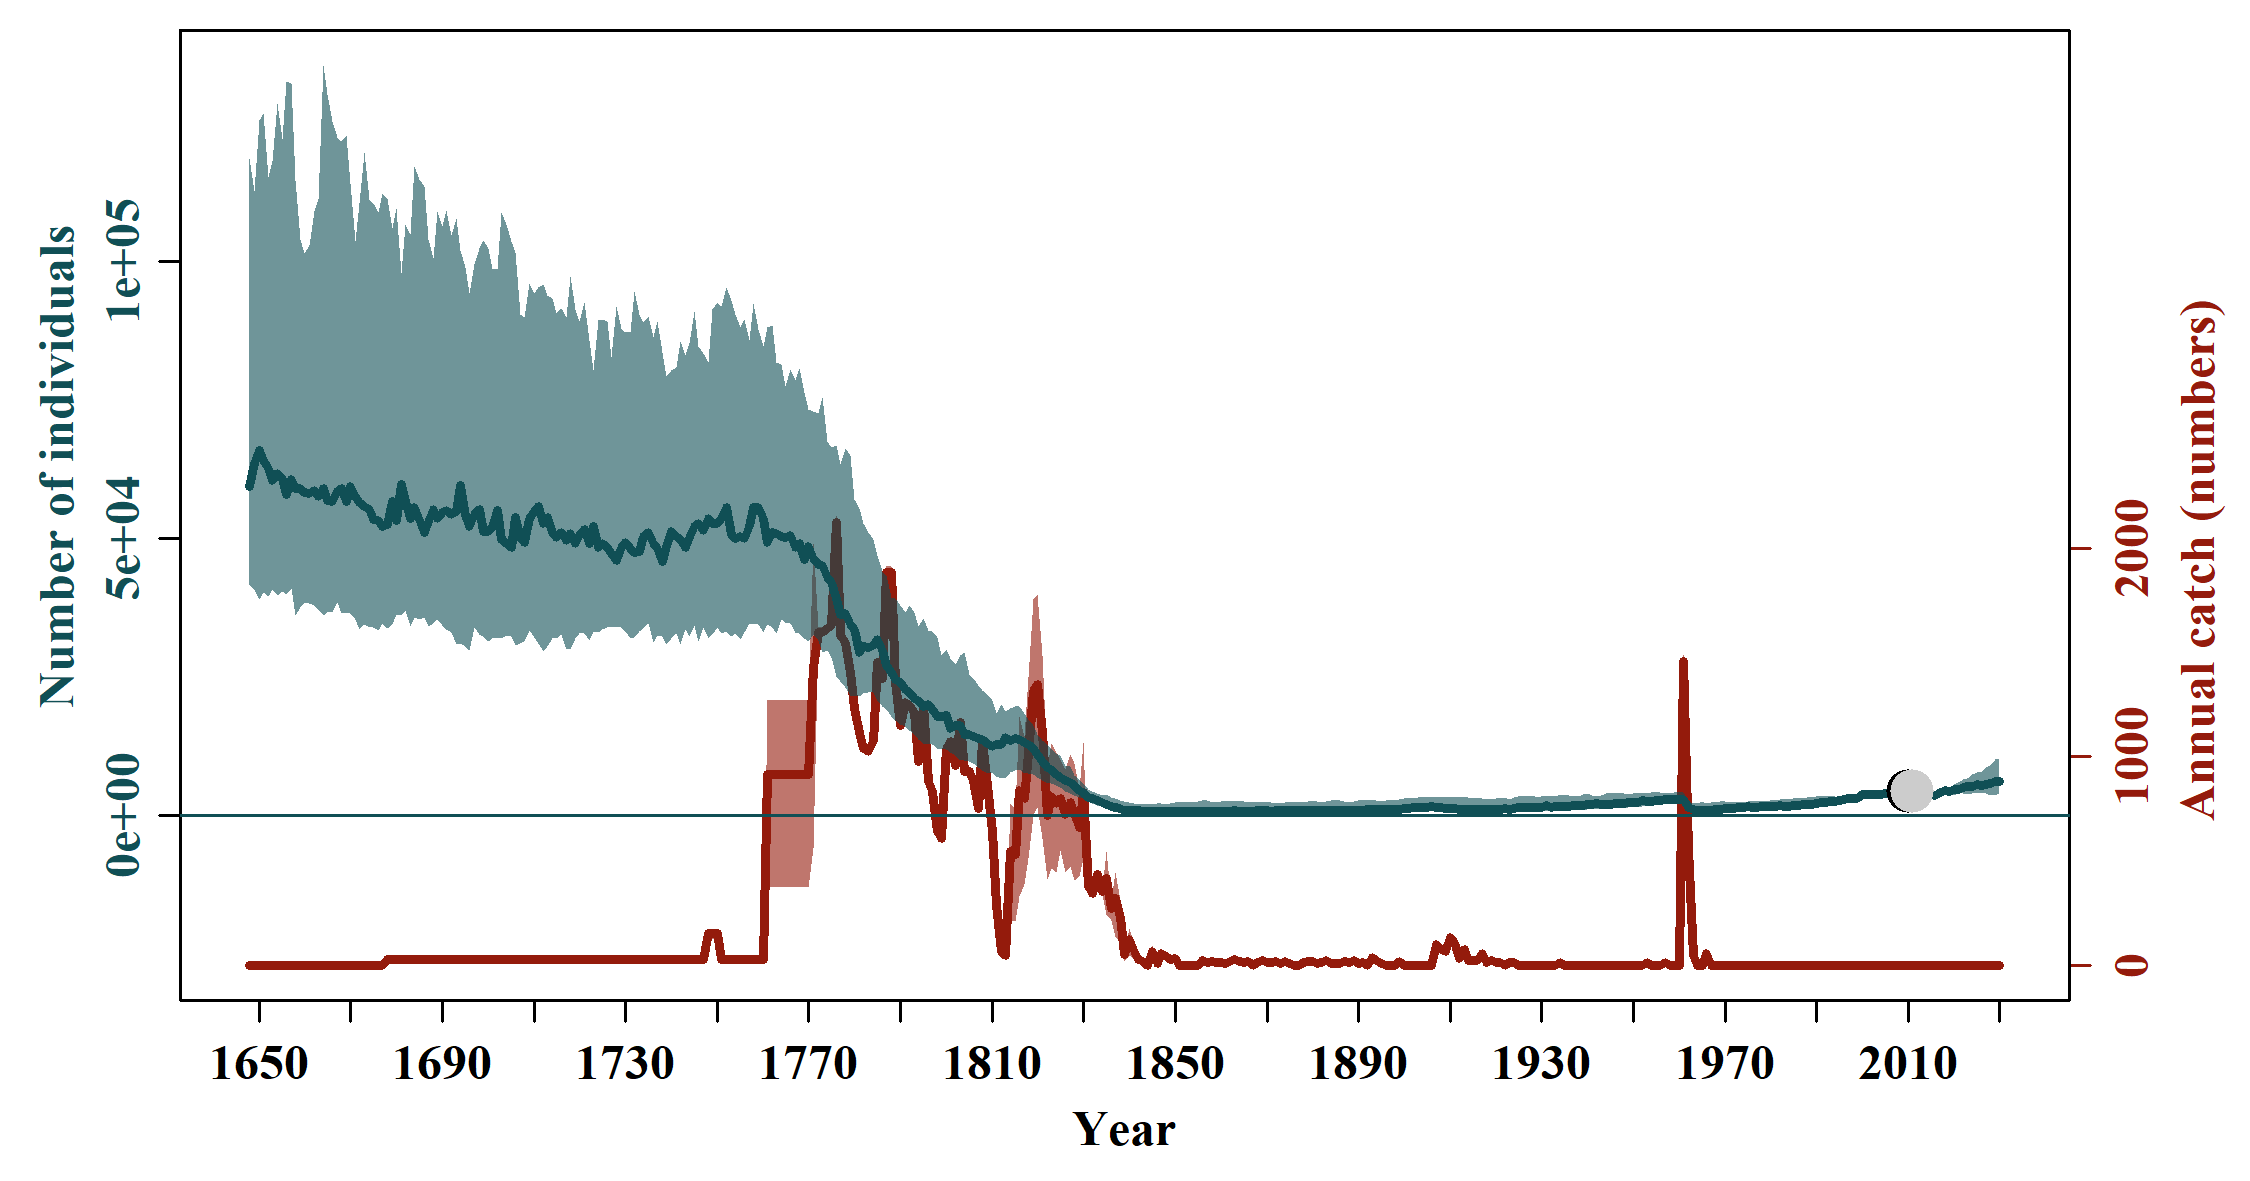 Number of individuals
1e+05
5e+04
0e+00
Annual catch (numbers)
2000
1000
0
1650 1690 1730 1770 1810 1850 1890 1930 1970 2010
Year